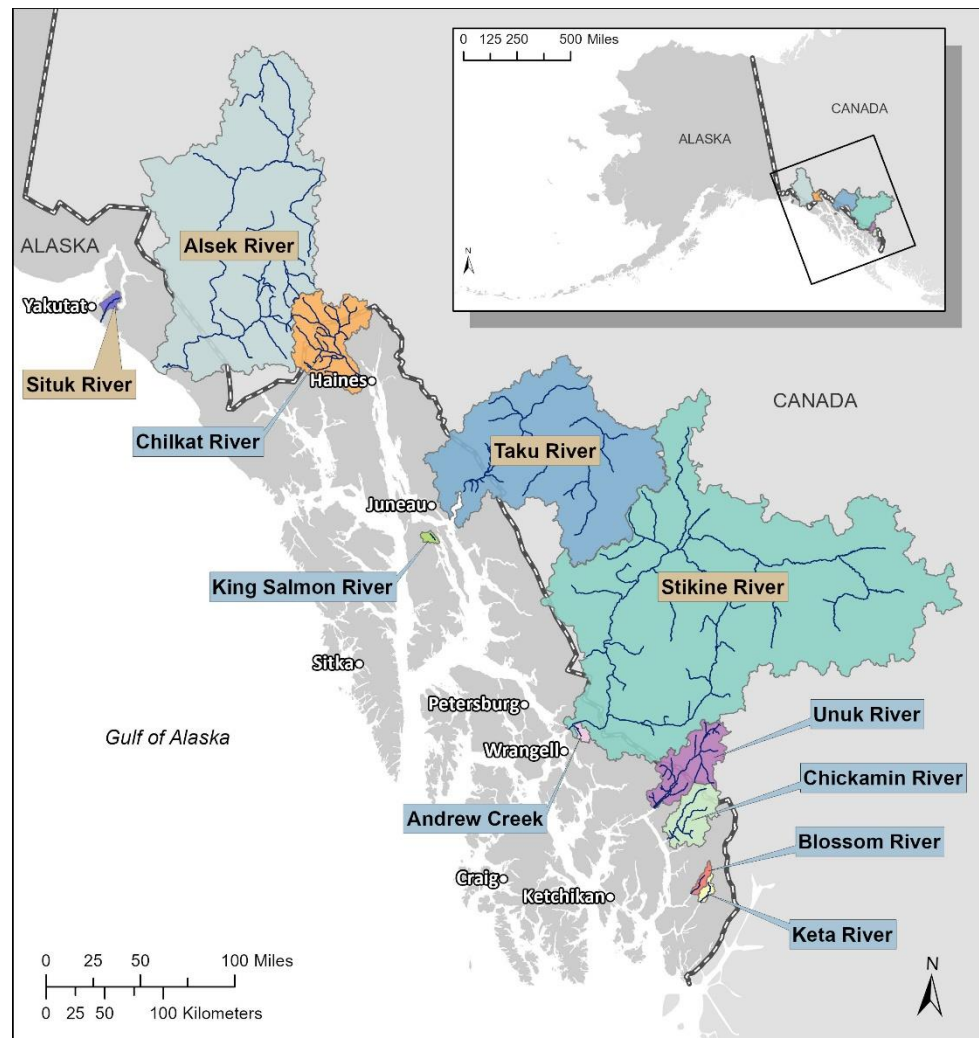 0 125 250 500 Miles
ALASKA
CANADA
N
ALASKA
Alsek River
Yakutat
Situk River
Haines
Chilkat River
CANADA
Taku River
Juneau
King Salmon River
Stikine River
Sitka
Petersburg
Unuk River
Gulf of Alaska
Wrangell
Chickamin River
Andrew Creek
Blossom River
Craig
Ketchikan
Keta River
0 25 50 100 Miles
0 25 50 100 Kilometers
N